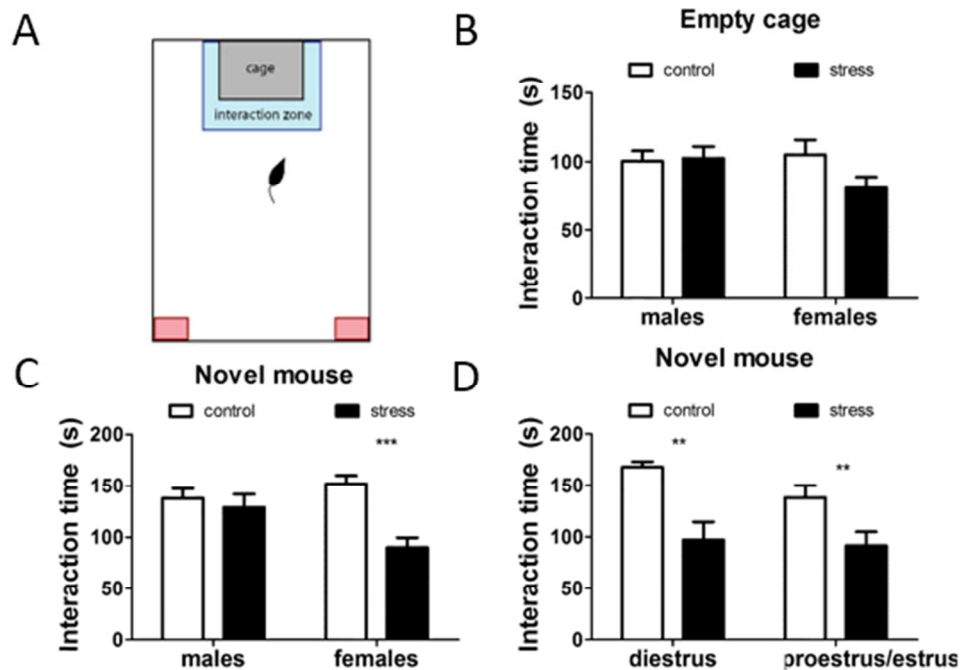 A
cage
interaction zone
B
Empty cage
control stress
Interaction time (s)
150
100
50
0
males females
C
Novel mouse
control stress
Interaction time (s)
200
150
100
50
0
***
males females
D
Novel mouse
control stress
Interaction time (s)
200
150
100
50
0
**
**
diestrus proestrus/estrus